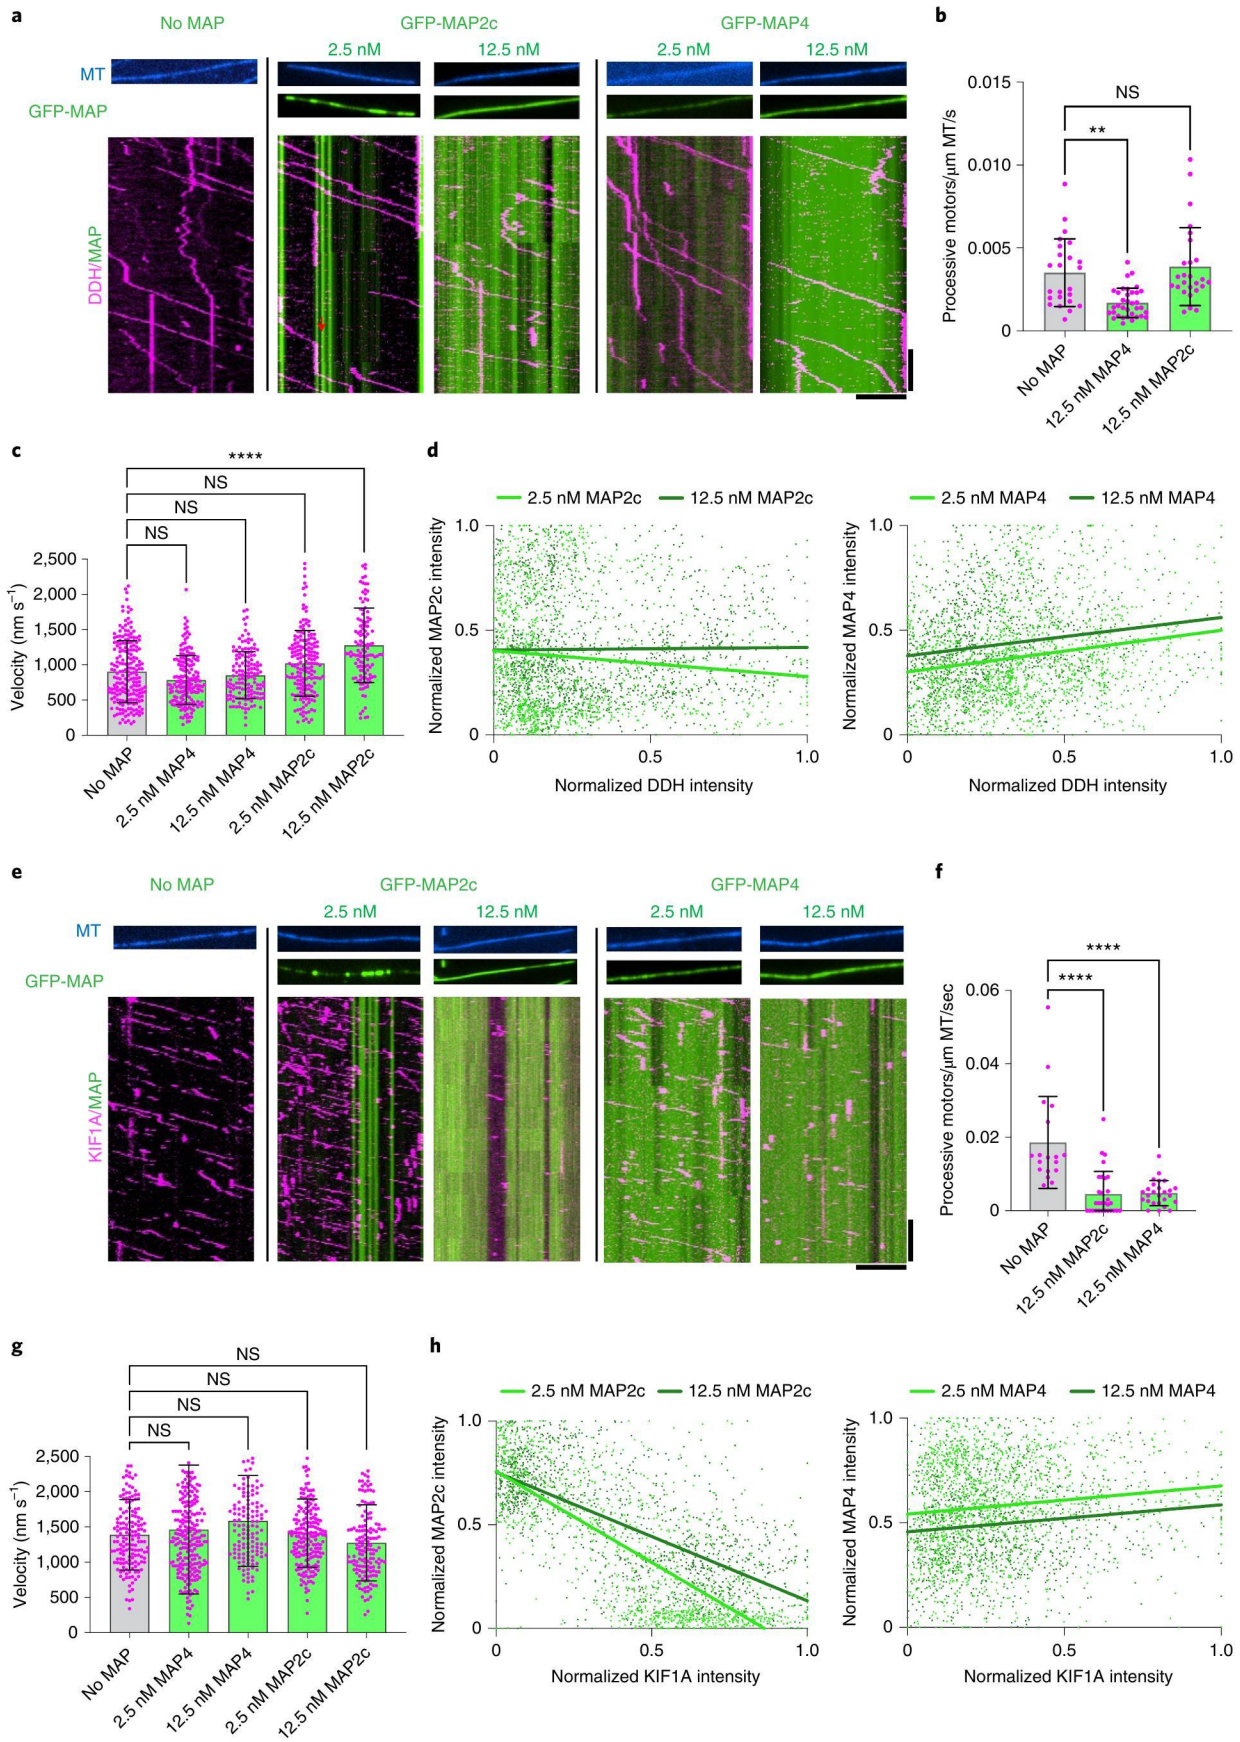 a
No MAP
GFP-MAP2c
GFP-MAP4
2.5 nM
12.5 nM
2.5 nM
12.5 nM
MT
GFP-MAP
DDH/MAP
b
Processive motors/μm MT/s
0.015
0.010
0.005
0
NS
**
No MAP
12.5 nM MAP4
12.5 nM MAP2c
c
Velocity (nm s⁻¹)
2,500
2,000
1,500
1,000
500
0
****
NS
NS
NS
No MAP
2.5 nM MAP4
12.5 nM MAP4
2.5 nM MAP2c
12.5 nM MAP2c
d
2.5 nM MAP2c
12.5 nM MAP2c
Normalized MAP2c intensity
1.0
0.5
0
0
0.5
1.0
Normalized DDH intensity
2.5 nM MAP4
12.5 nM MAP4
Normalized MAP4 intensity
1.0
0.5
0
0
0.5
1.0
Normalized DDH intensity
e
No MAP
GFP-MAP2c
GFP-MAP4
2.5 nM
12.5 nM
2.5 nM
12.5 nM
MT
GFP-MAP
KIF1A/MAP
f
Processive motors/μm MT/sec
0.06
0.04
0.02
0
****
****
No MAP
12.5 nM MAP2c
12.5 nM MAP4
g
Velocity (nm s⁻¹)
2,500
2,000
1,500
1,000
500
0
NS
NS
NS
NS
No MAP
2.5 nM MAP4
12.5 nM MAP4
2.5 nM MAP2c
12.5 nM MAP2c
h
2.5 nM MAP2c
12.5 nM MAP2c
Normalized MAP2c intensity
1.0
0.5
0
0
0.5
1.0
Normalized KIF1A intensity
2.5 nM MAP4
12.5 nM MAP4
Normalized MAP4 intensity
1.0
0.5
0
0
0.5
1.0
Normalized KIF1A intensity